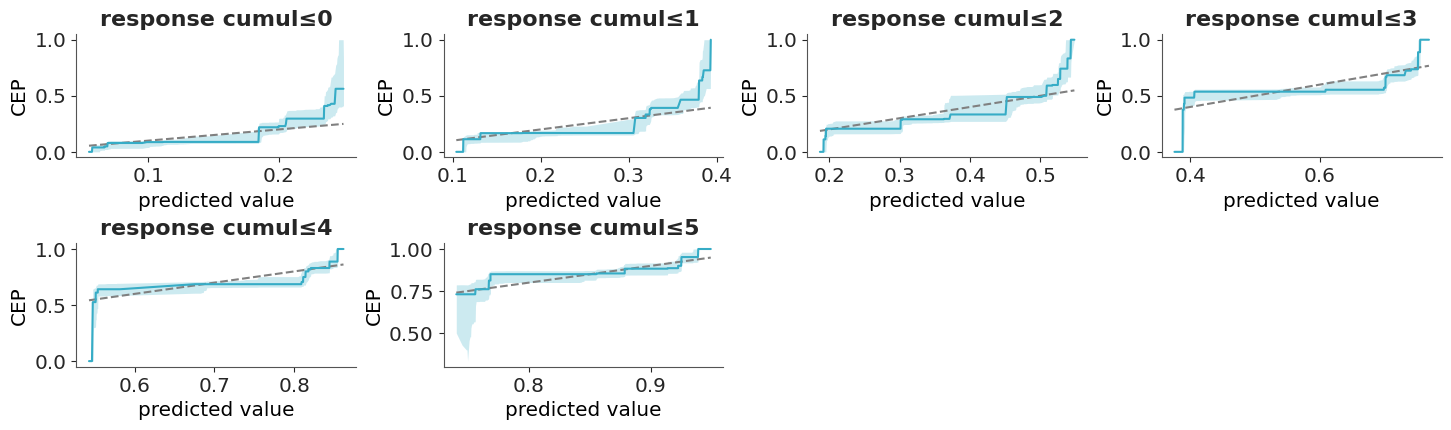 response cumul≤0
response cumul≤1
response cumul≤2
response cumul≤3
CEP
1.0
0.5
0.0
0.1
0.2
predicted value
CEP
1.0
0.5
0.0
0.1
0.2
0.3
0.4
predicted value
CEP
1.0
0.5
0.0
0.2
0.3
0.4
0.5
predicted value
CEP
1.0
0.5
0.0
0.4
0.6
predicted value
response cumul≤4
response cumul≤5
CEP
1.0
0.5
0.0
0.6
0.7
0.8
predicted value
CEP
1.00
0.75
0.50
0.8
0.9
predicted value